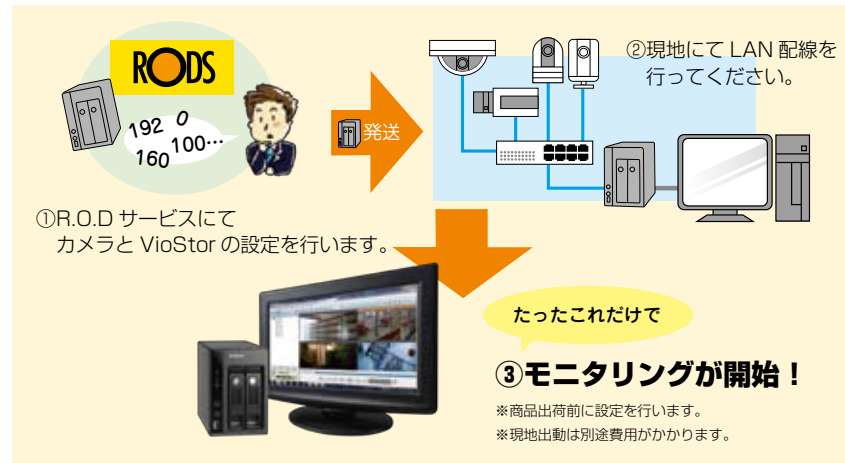 RODS
192 0
160 100…
発送
②現地にて LAN 配線を
行ってください。
①R.O.D サービスにて
カメラと VioStor の設定を行います。
たったこれだけで
③モニタリングが開始！
※商品出荷前に設定を行います。
※現地出動は別途費用がかかります。